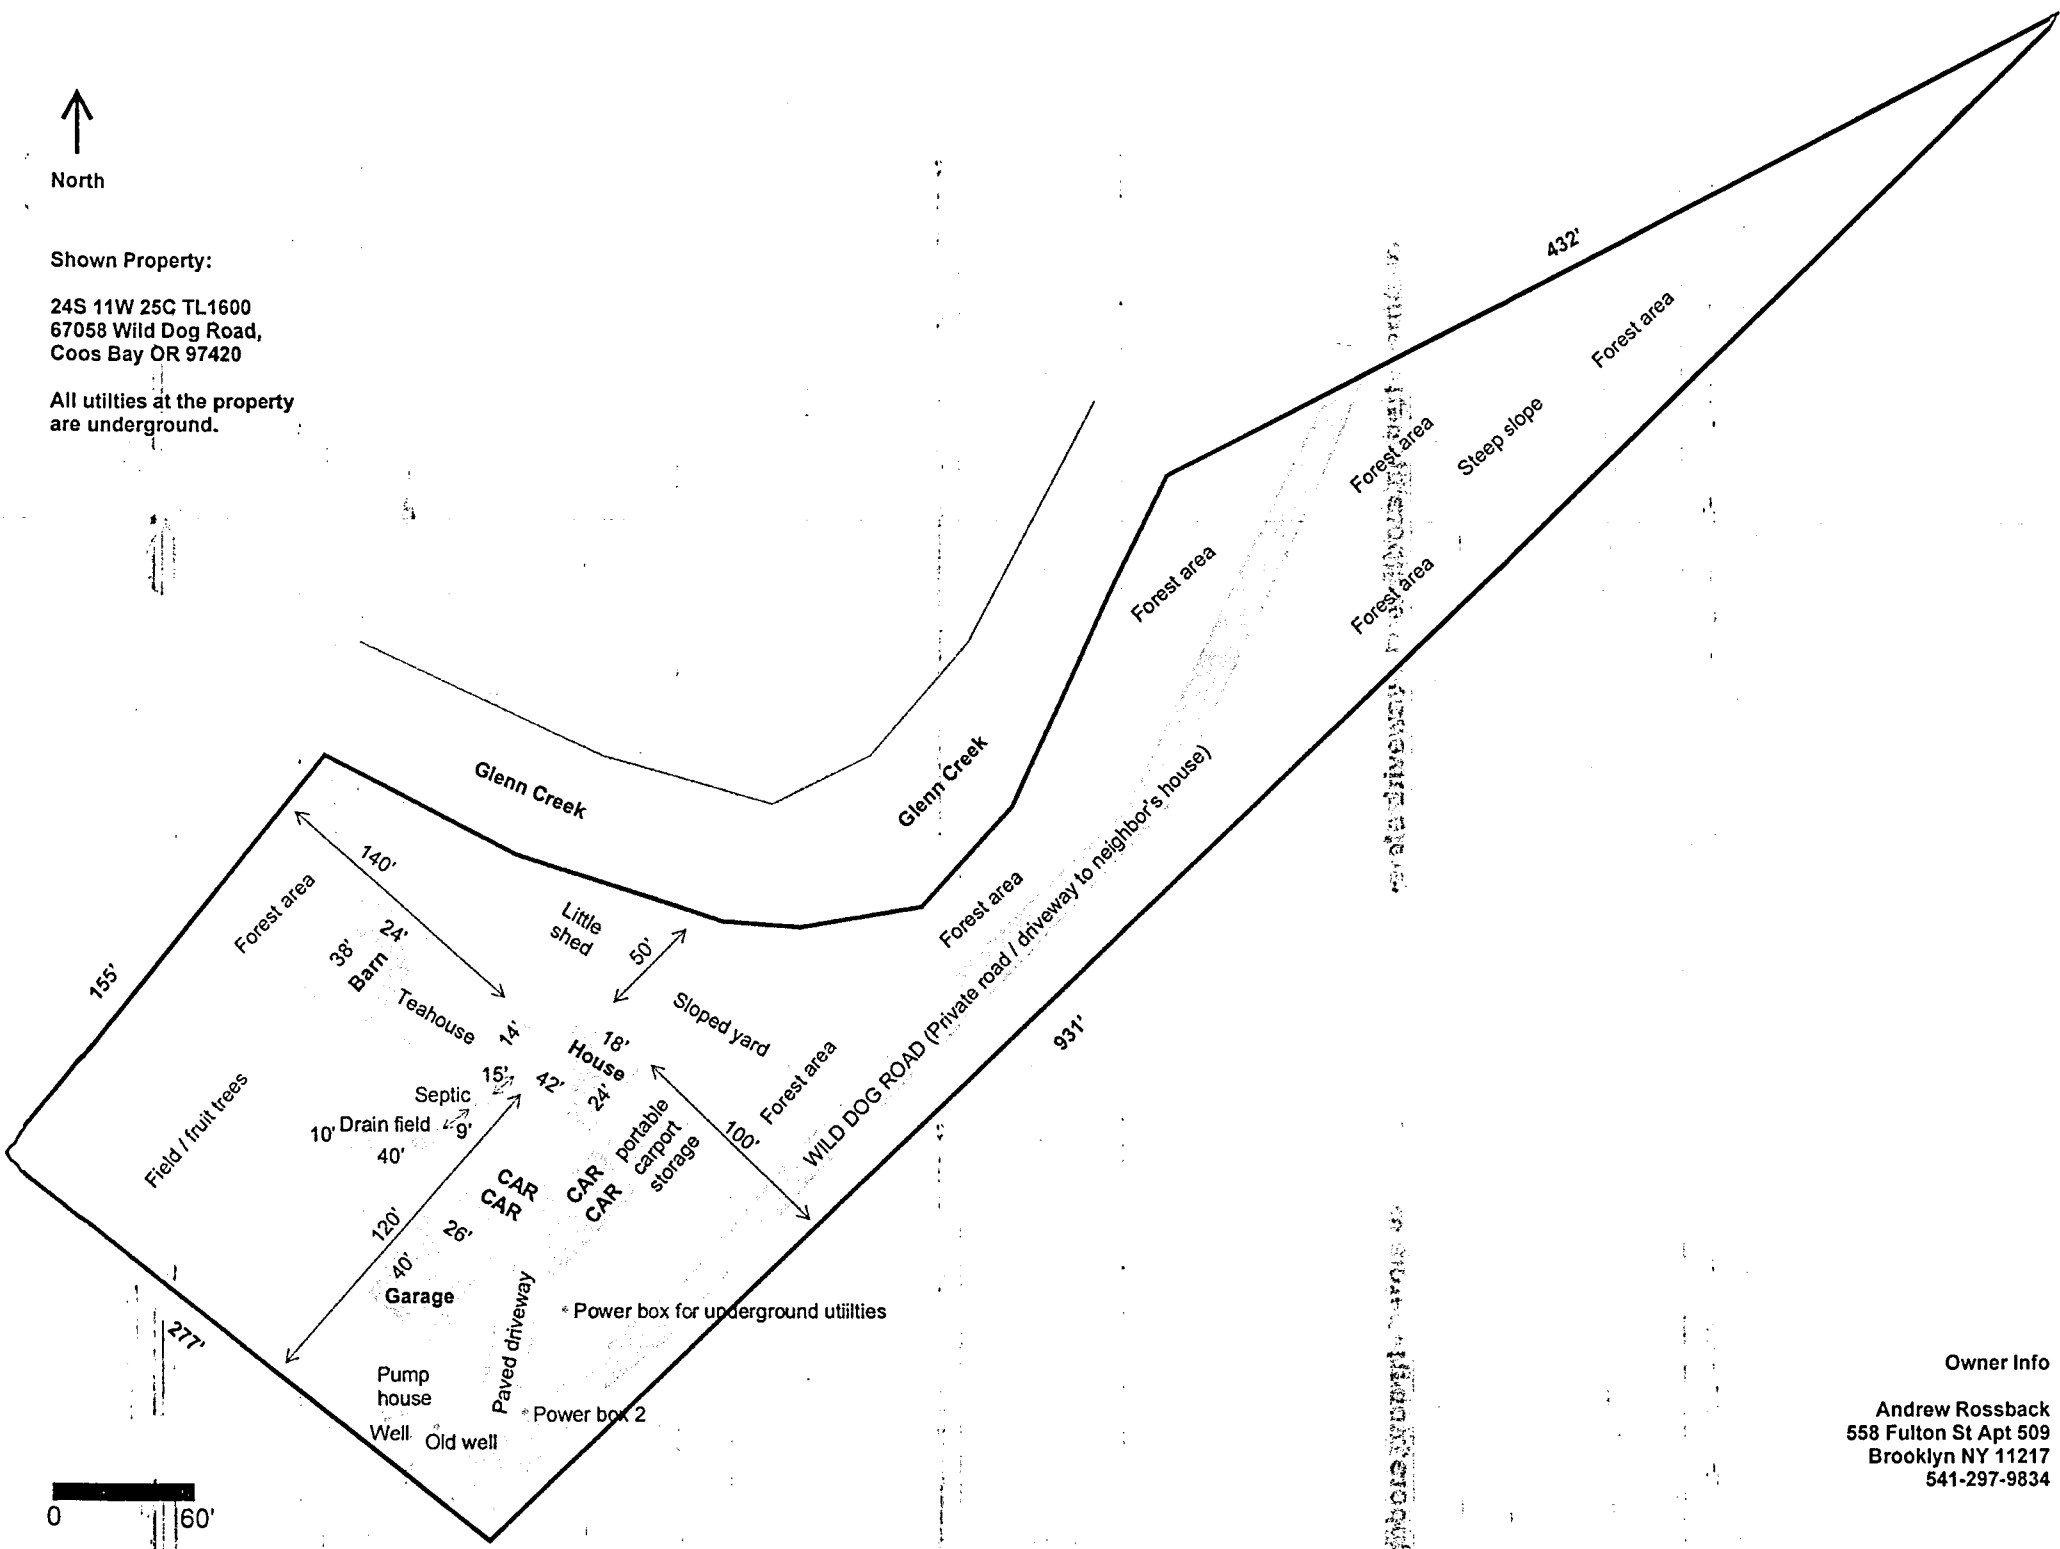 North
Shown Property:
24S 11W 25C TL1600
67058 Wild Dog Road,
Coos Bay OR 97420
All utilties at the property
are underground.
432'
Forest area
Steep slope
Forest area
Forest area
Forest area
Glenn Creek
Glenn Creek
140'
Forest area
155'
24'
38'
Barn
Little
shed
50'
Teahouse
14'
18'
House
Sloped yard
Forest area
Forest area
WILD DOG ROAD (Private road / driveway to neighbor's house)
931'
15'
42'
24'
Septic
Drain field
10'
9'
40'
Field / fruit trees
portable
carport
storage
100'
CAR
CAR
CAR
CAR
120'
26'
40'
Garage
277'
Paved driveway
Power box for underground utiilties
Pump
house
Power box 2
Well
Old well
0
60'
Owner Info
Andrew Rossback
558 Fulton St Apt 509
Brooklyn NY 11217
541-297-9834